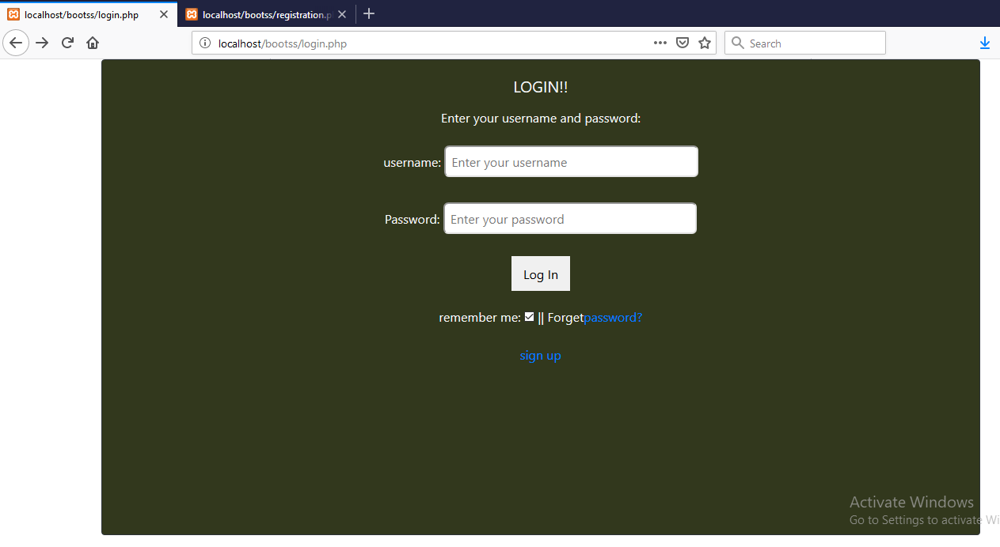 localhost/bootss/login.php
localhost/bootss/registration.p
localhost/bootss/login.php
Search
LOGIN!!
Enter your username and password:
username: Enter your username
Password: Enter your password
Log In
remember me: || Forgetpassword?
sign up
Activate Windows
Go to Settings to activate Wi